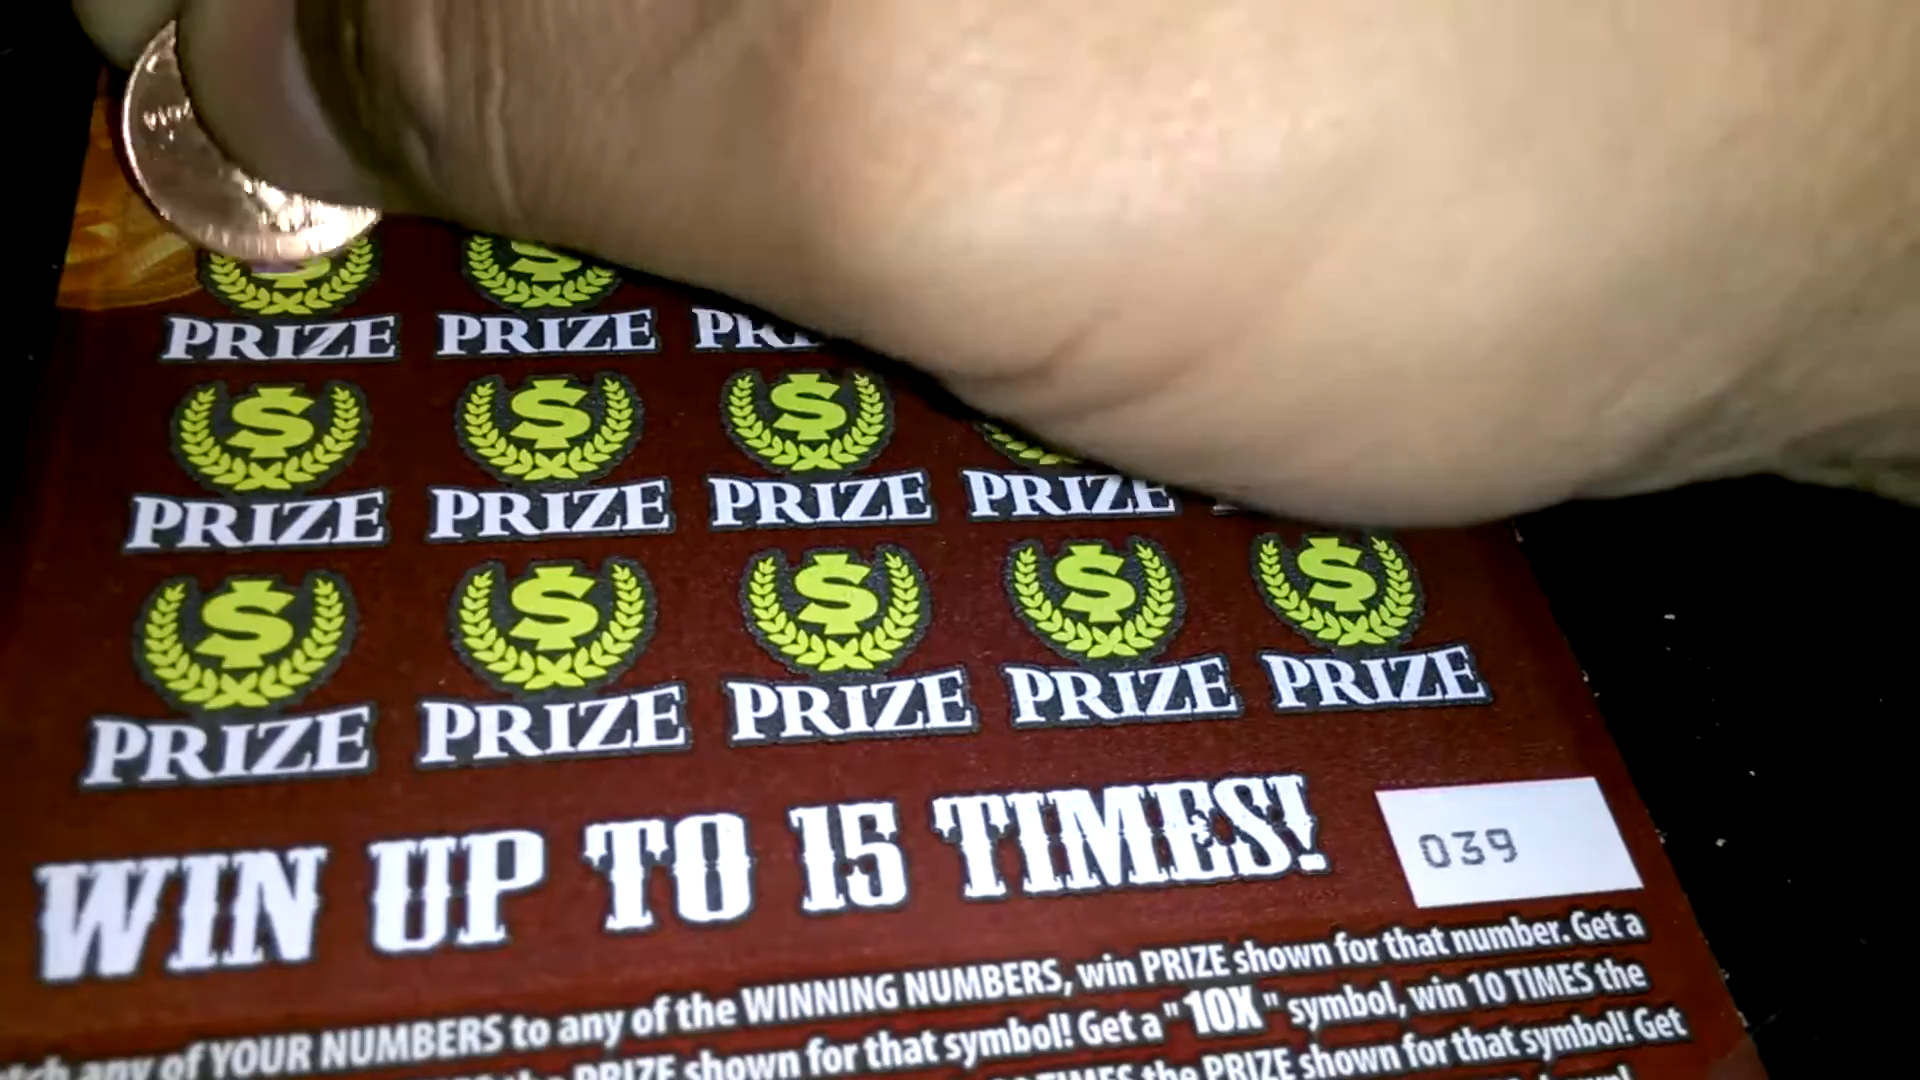 PRIZE PRIZE
PRIZE PRIZE PRIZE PRIZE
PRIZE PRIZE PRIZE PRIZE PRIZE
WIN UP TO 15 TIMES!
039
any of YOUR NUMBERS to any of the WINNING NUMBERS, win PRIZE shown for that number. Get a
PRIZE shown for that symbol! Get a "10X" symbol, win 10 TIMES the
TIMES the PRIZE shown for that symbol! Get